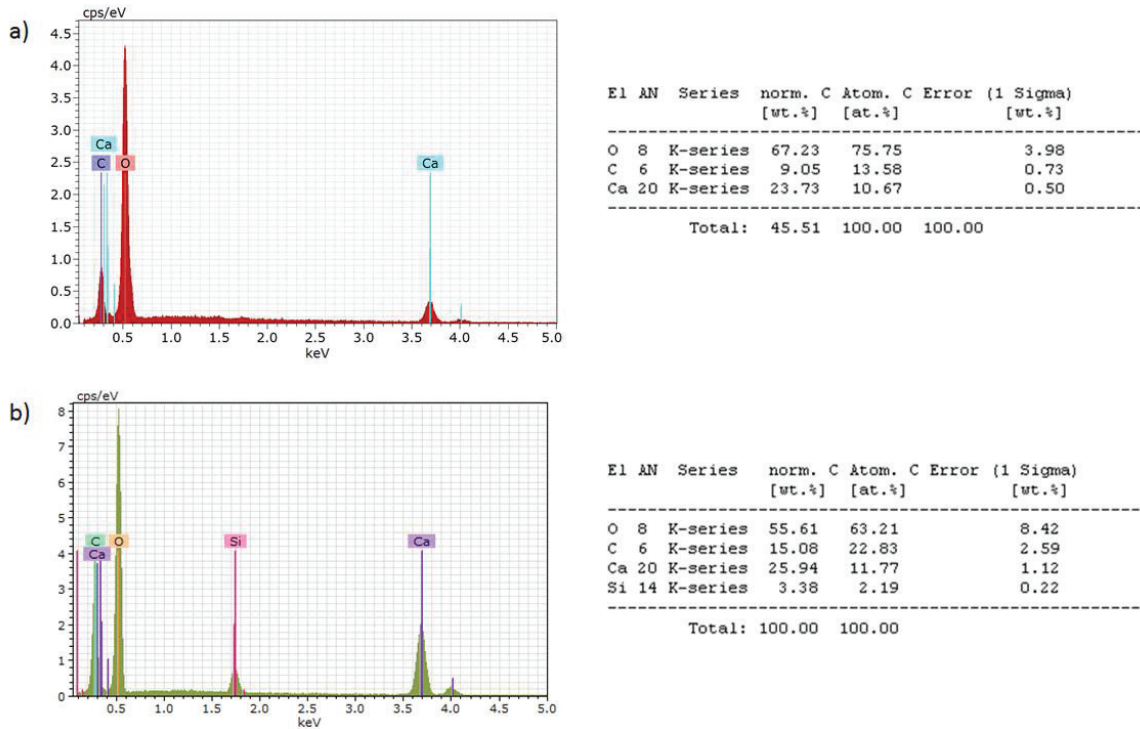 a)
cps/eV
4.5
4.0
3.5
3.0
2.5
2.0
1.5
1.0
0.5
0.0
Ca
C O Ca
0.5 1.0 1.5 2.0 2.5 3.0 3.5 4.0 4.5 5.0
keV
El AN Series norm. C Atom. C Error (1 Sigma)
[wt.%] [at.%] [wt.%]
O 8 K-series 67.23 75.75 3.98
C 6 K-series 9.05 13.58 0.73
Ca 20 K-series 23.73 10.67 0.50
Total: 45.51 100.00 100.00
b)
cps/eV
8
7
6
5
4
3
2
1
0
C O Si Ca
Ca
0.5 1.0 1.5 2.0 2.5 3.0 3.5 4.0 4.5 5.0
keV
El AN Series norm. C Atom. C Error (1 Sigma)
[wt.%] [at.%] [wt.%]
O 8 K-series 55.61 63.21 8.42
C 6 K-series 15.08 22.83 2.59
Ca 20 K-series 25.94 11.77 1.12
Si 14 K-series 3.38 2.19 0.22
Total: 100.00 100.00